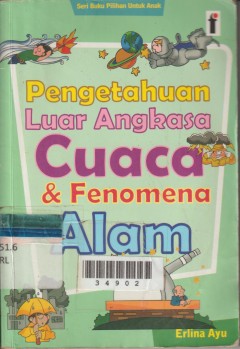 Seri Buku Pilihan Untuk Anak
f
Pengetahuan
Luar Angkasa
Cuaca
& Fenomena
Alam
51.6
RL
34902
Erlina Ayu